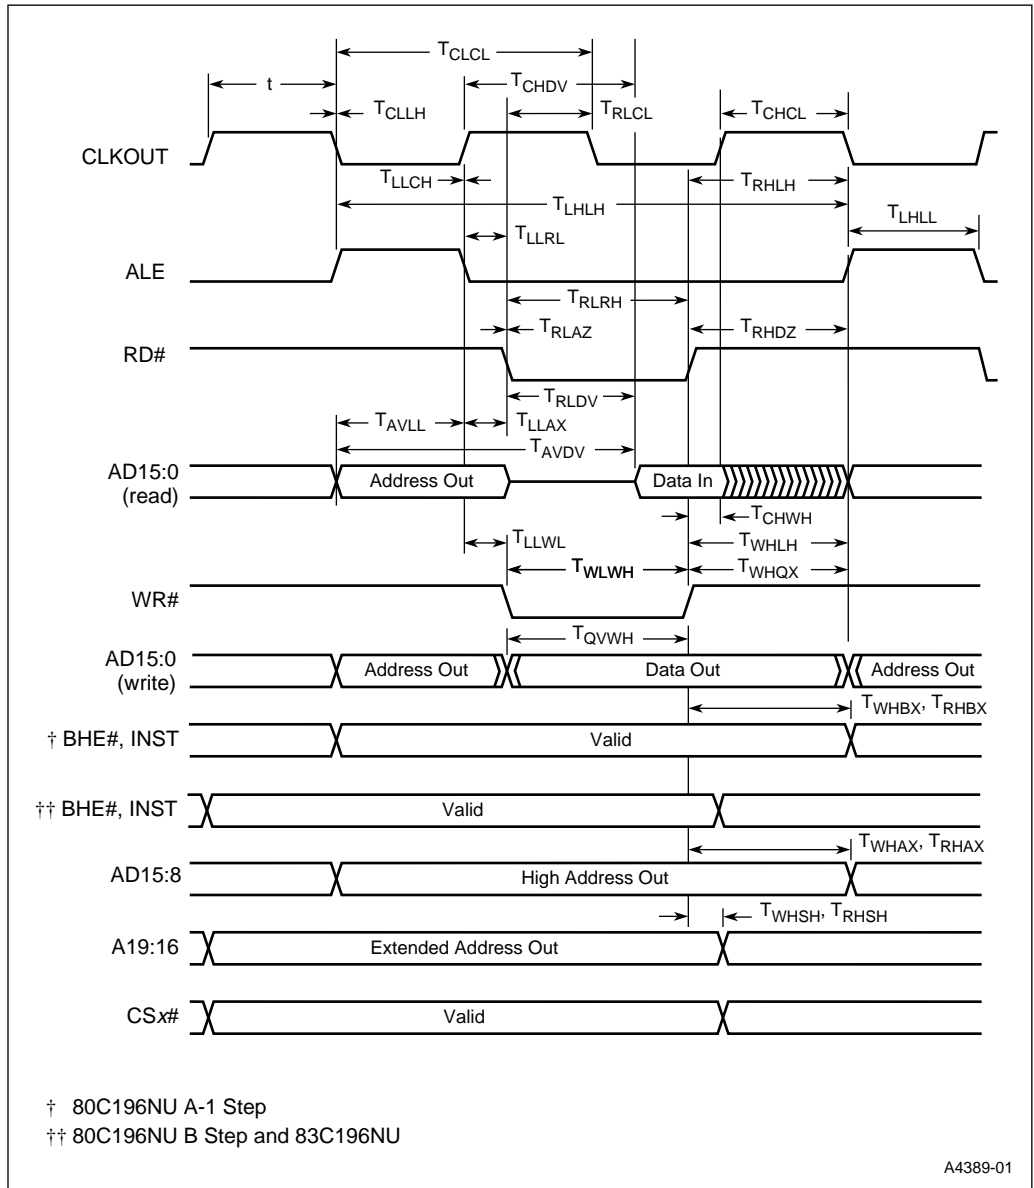 T_CLCL
t
T_CHDV
T_CLLH
T_RLCL
T_CHCL
CLKOUT
T_LLCH
T_RHLH
T_LHLH
T_LHLL
T_LLRL
ALE
T_RLRH
T_RLAZ
T_RHDZ
RD#
T_RLDV
T_AVLL
T_LLAX
T_AVDV
AD15:0
(read)
Address Out
Data In
T_CHWH
T_LLWL
T_WHLH
T_WLWH
T_WHQX
WR#
T_QVWH
AD15:0
(write)
Address Out
Data Out
Address Out
T_WHBX, T_RHBX
† BHE#, INST
Valid
†† BHE#, INST
Valid
T_WHAX, T_RHAX
AD15:8
High Address Out
T_WHSH, T_RHSH
A19:16
Extended Address Out
CSx#
Valid
† 80C196NU A-1 Step
†† 80C196NU B Step and 83C196NU
A4389-01